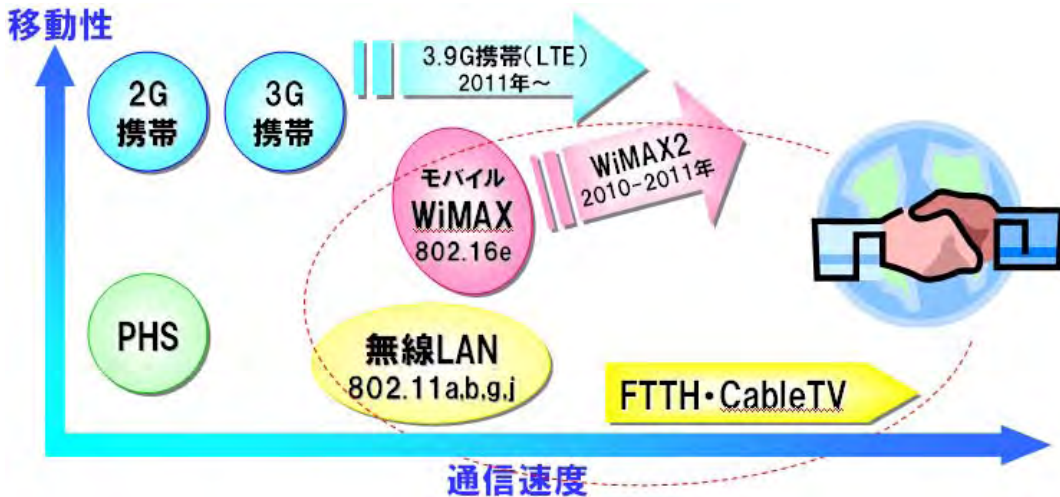 移動性
2G
携帯
3G
携帯
3.9G携帯(LTE)
2011年～
モバイル
WiMAX
802.16e
WiMAX2
2010-2011年
PHS
無線LAN
802.11a,b,g,j
FTTH・CableTV
通信速度